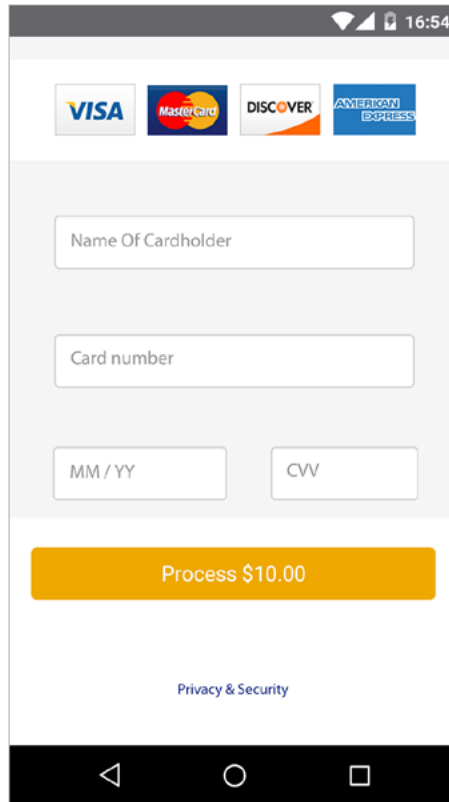 16:54
VISA MasterCard DISCOVER AMERICAN EXPRESS
Name Of Cardholder
Card number
MM / YY CVV
Process $10.00
Privacy & Security